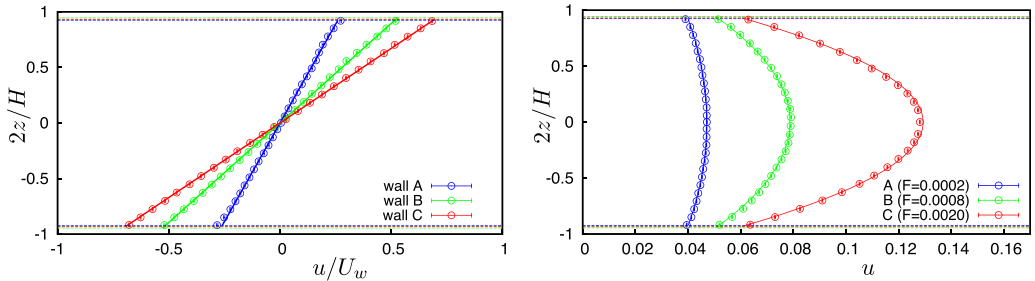 1
0.5
0
-0.5
-1
2z/H
-1
-0.5
0
0.5
1
u/U_w
wall A
wall B
wall C
1
0.5
0
-0.5
-1
2z/H
0
0.02
0.04
0.06
0.08
0.1
0.12
0.14
0.16
u
A (F=0.0002)
B (F=0.0008)
C (F=0.0020)